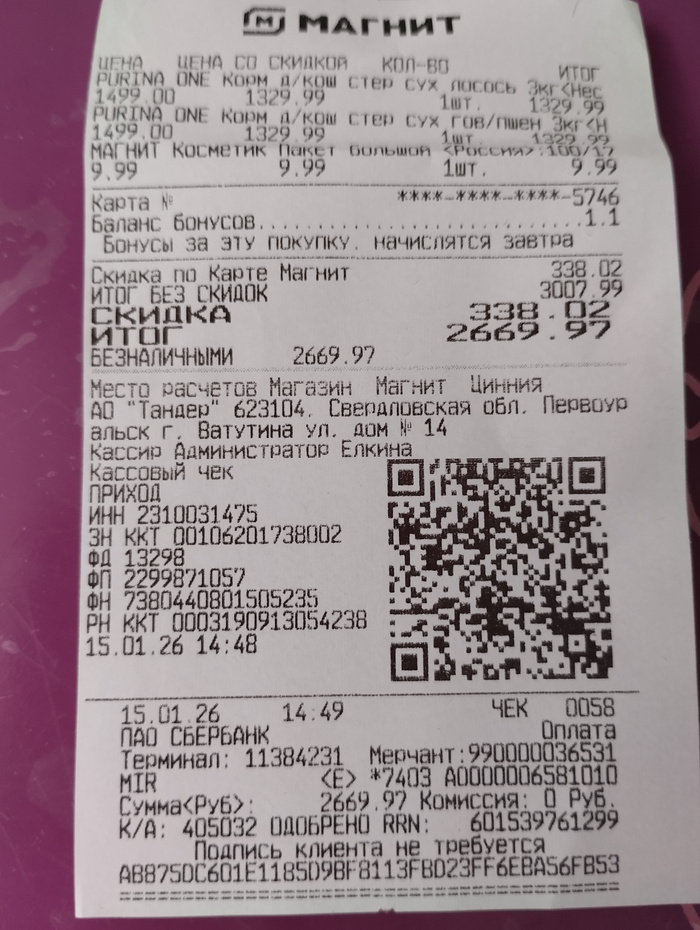 МАГНИТ
ЦЕНА ЦЕНА СО СКИДКОЙ КОЛ-ВО ИТОГ
PURINA ONE Корм д/кош стер сух лосось 3кг<Нес
1499.00 1329.99 1шт. 1329.99
PURINA ONE Корм д/кош стер сух гов/пшен 3кг<Н
1499.00 1329.99 1шт. 1329.99
МАГНИТ Косметик Пакет большой <Россия>:100/17
9.99 9.99 1шт. 9.99
Карта № ****-****-****-5746
Баланс бонусов..........................1.1
Бонусы за эту покупку, начислятся завтра
Скидка по Карте Магнит 338.02
ИТОГ БЕЗ СКИДОК 3007.99
СКИДКА 338.02
ИТОГ 2669.97
БЕЗНАЛИЧНЫМИ 2669.97
Место расчетов Магазин Магнит Цинния
АО "Тандер" 623104, Свердловская обл, Первоур
альск г, Ватутина ул, дом № 14
Кассир Администратор Елкина
Кассовый чек
ПРИХОД
ИНН 2310031475
ЗН ККТ 00106201738002
ФД 13298
ФП 2299871057
ФН 7380440801505235
РН ККТ 0003190913054238
15.01.26 14:48
15.01.26 14:49 ЧЕК 0058
ПАО СБЕРБАНК Оплата
Терминал: 11384231 Мерчант:990000036531
MIR <E> *7403 A0000006581010
Сумма<Руб>: 2669.97 Комиссия: 0 Руб.
К/А: 405032 ОДОБРЕНО RRN: 601539761299
Подпись клиента не требуется
AB875DC601E1185D9BF8113FBD23FF6EBA56FB53